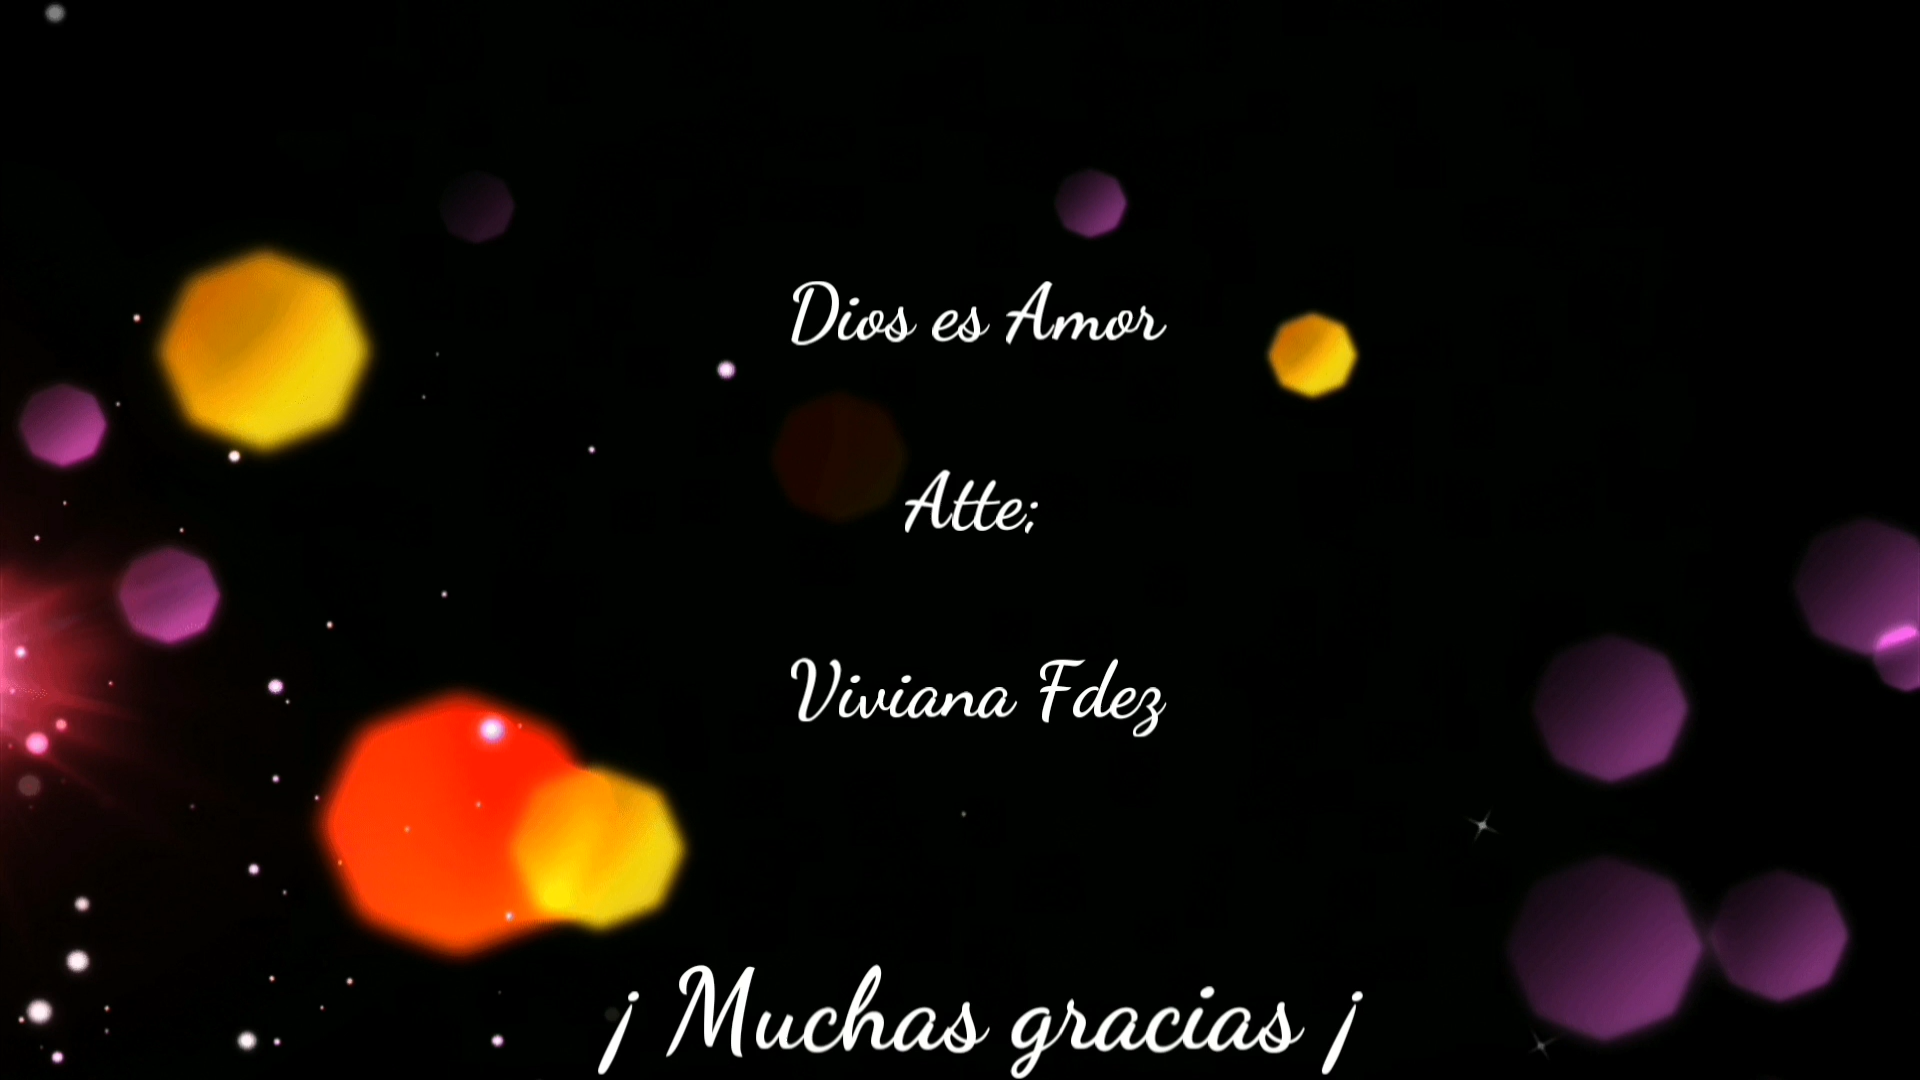 Dios es Amor
Atte;
Viviana Fdez
¡ Muchas gracias ¡